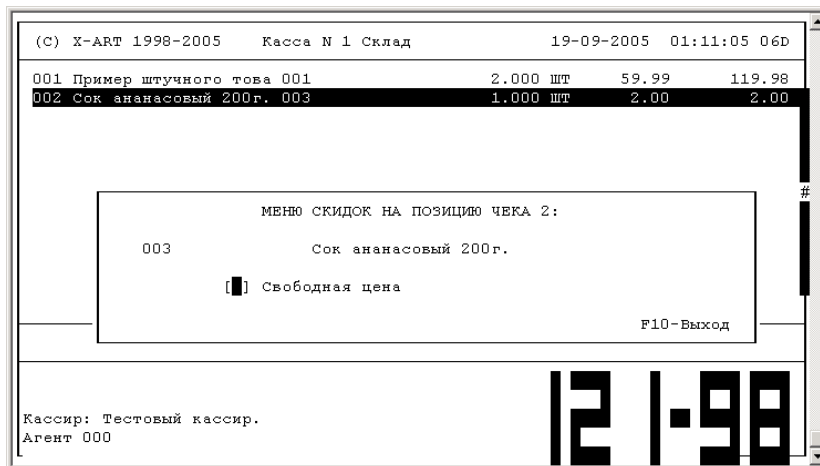 (C) X-ART 1998-2005 Касса N 1 Склад 19-09-2005 01:11:05 06D
001 Пример штучного това 001 2.000 ШТ 59.99 119.98
002 Сок ананасовый 200г. 003 1.000 ШТ 2.00 2.00
#
МЕНЮ СКИДОК НА ПОЗИЦИЮ ЧЕКА 2:
003 Сок ананасовый 200г.
[ ] Свободная цена
F10-Выход
121-98
Кассир: Тестовый кассир.
Агент 000